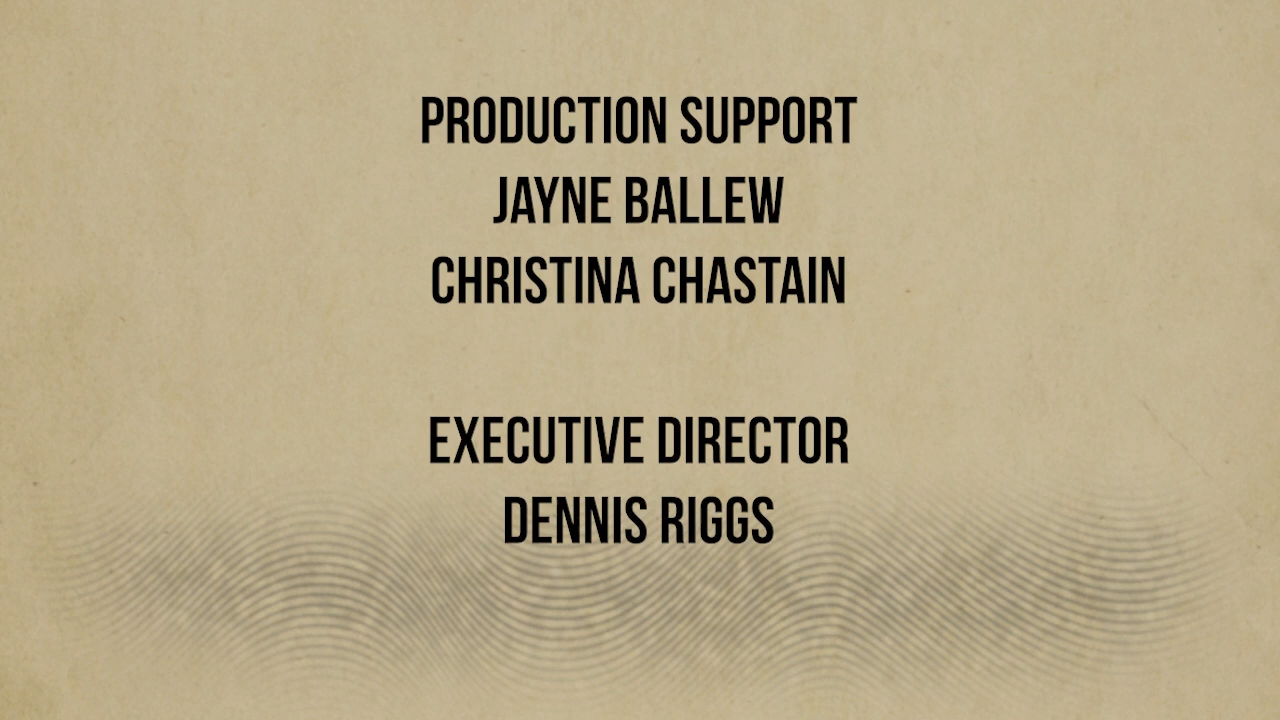 PRODUCTION SUPPORT
JAYNE BALLEW
CHRISTINA CHASTAIN
EXECUTIVE DIRECTOR
DENNIS RIGGS